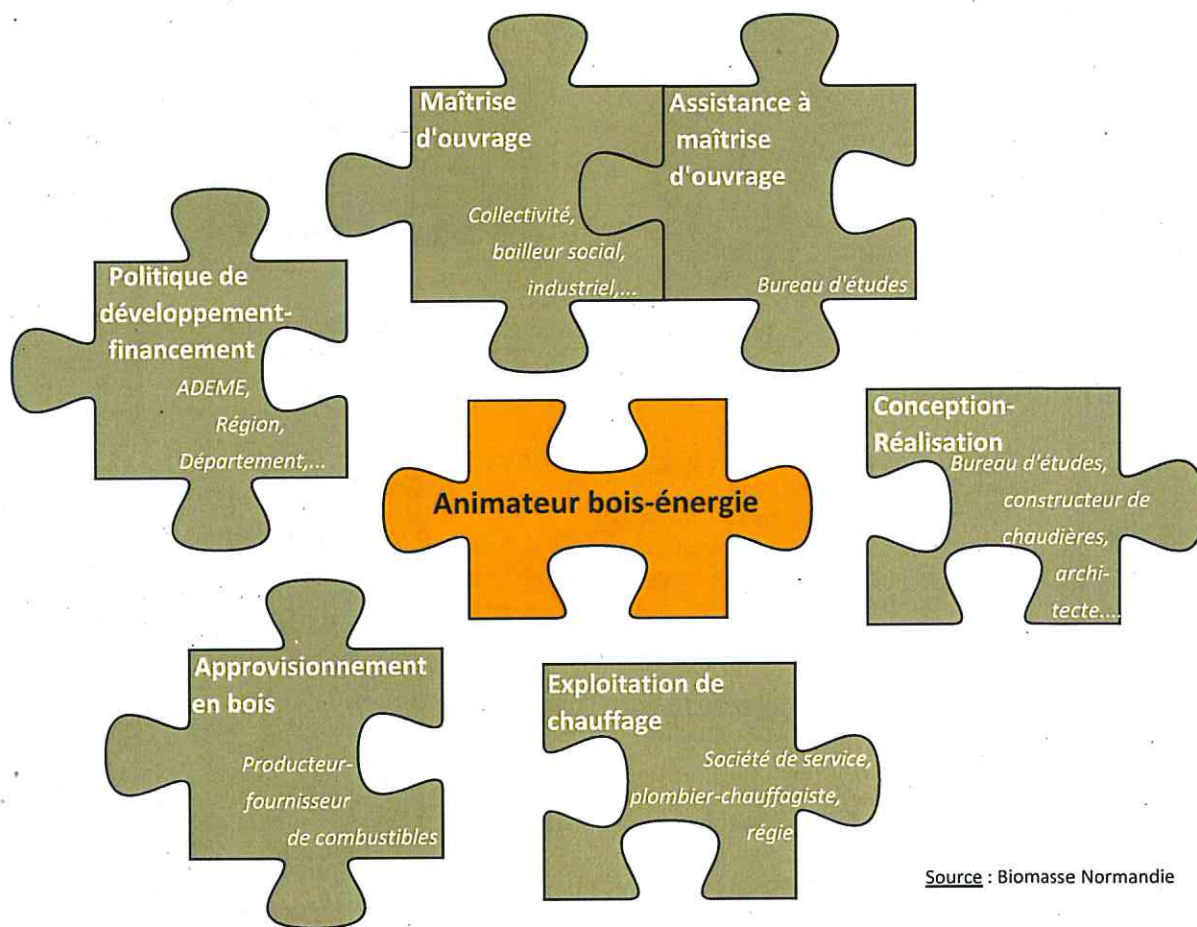 Maîtrise
d'ouvrage
Collectivité,
bailleur social,
industriel,...
Assistance à
maîtrise
d'ouvrage
Bureau d'études
Politique de
développement-
financement
ADEME,
Région,
Département,...
Animateur bois-énergie
Conception-
Réalisation
Bureau d'études,
constructeur de
chaudières,
archi-
tecte....
Approvisionnement
en bois
Producteur-
fournisseur
de combustibles
Exploitation de
chauffage
Société de service,
plombier-chauffagiste,
régie
Source : Biomasse Normandie